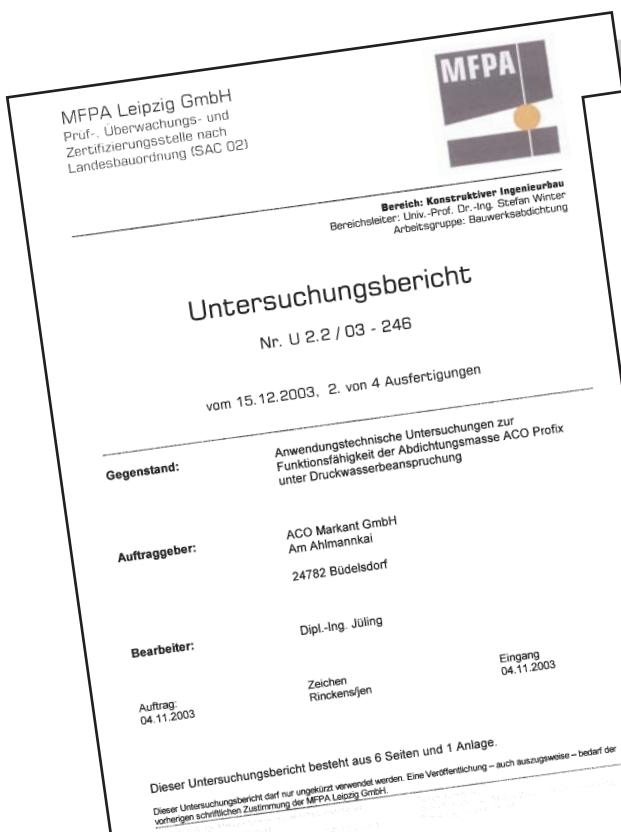 MFPA Leipzig GmbH
Prüf-, Überwachungs- und
Zertifizierungsstelle nach
Landesbauordnung (SAC 02)
MFPA
Bereich: Konstruktiver Ingenieurbau
Bereichsleiter: Univ.-Prof. Dr.-Ing. Stefan Winter
Arbeitsgruppe: Bauwerksabdichtung
Untersuchungsbericht
Nr. U 2.2 / 03 - 246
vom 15.12.2003, 2. von 4 Ausfertigungen
Gegenstand: Anwendungstechnische Untersuchungen zur
Funktionsfähigkeit der Abdichtungsmasse ACO Profix
unter Druckwasserbeanspruchung
Auftraggeber: ACO Markant GmbH
Am Ahlmannkai
24782 Büdelsdorf
Bearbeiter: Dipl.-Ing. Jüling
Auftrag: Zeichen Eingang
04.11.2003 Rinckens/jen 04.11.2003
Dieser Untersuchungsbericht besteht aus 6 Seiten und 1 Anlage.
Dieser Untersuchungsbericht darf nur ungekürzt verwendet werden. Eine Veröffentlichung – auch auszugsweise – bedarf der
vorherigen schriftlichen Zustimmung der MFPA Leipzig GmbH.